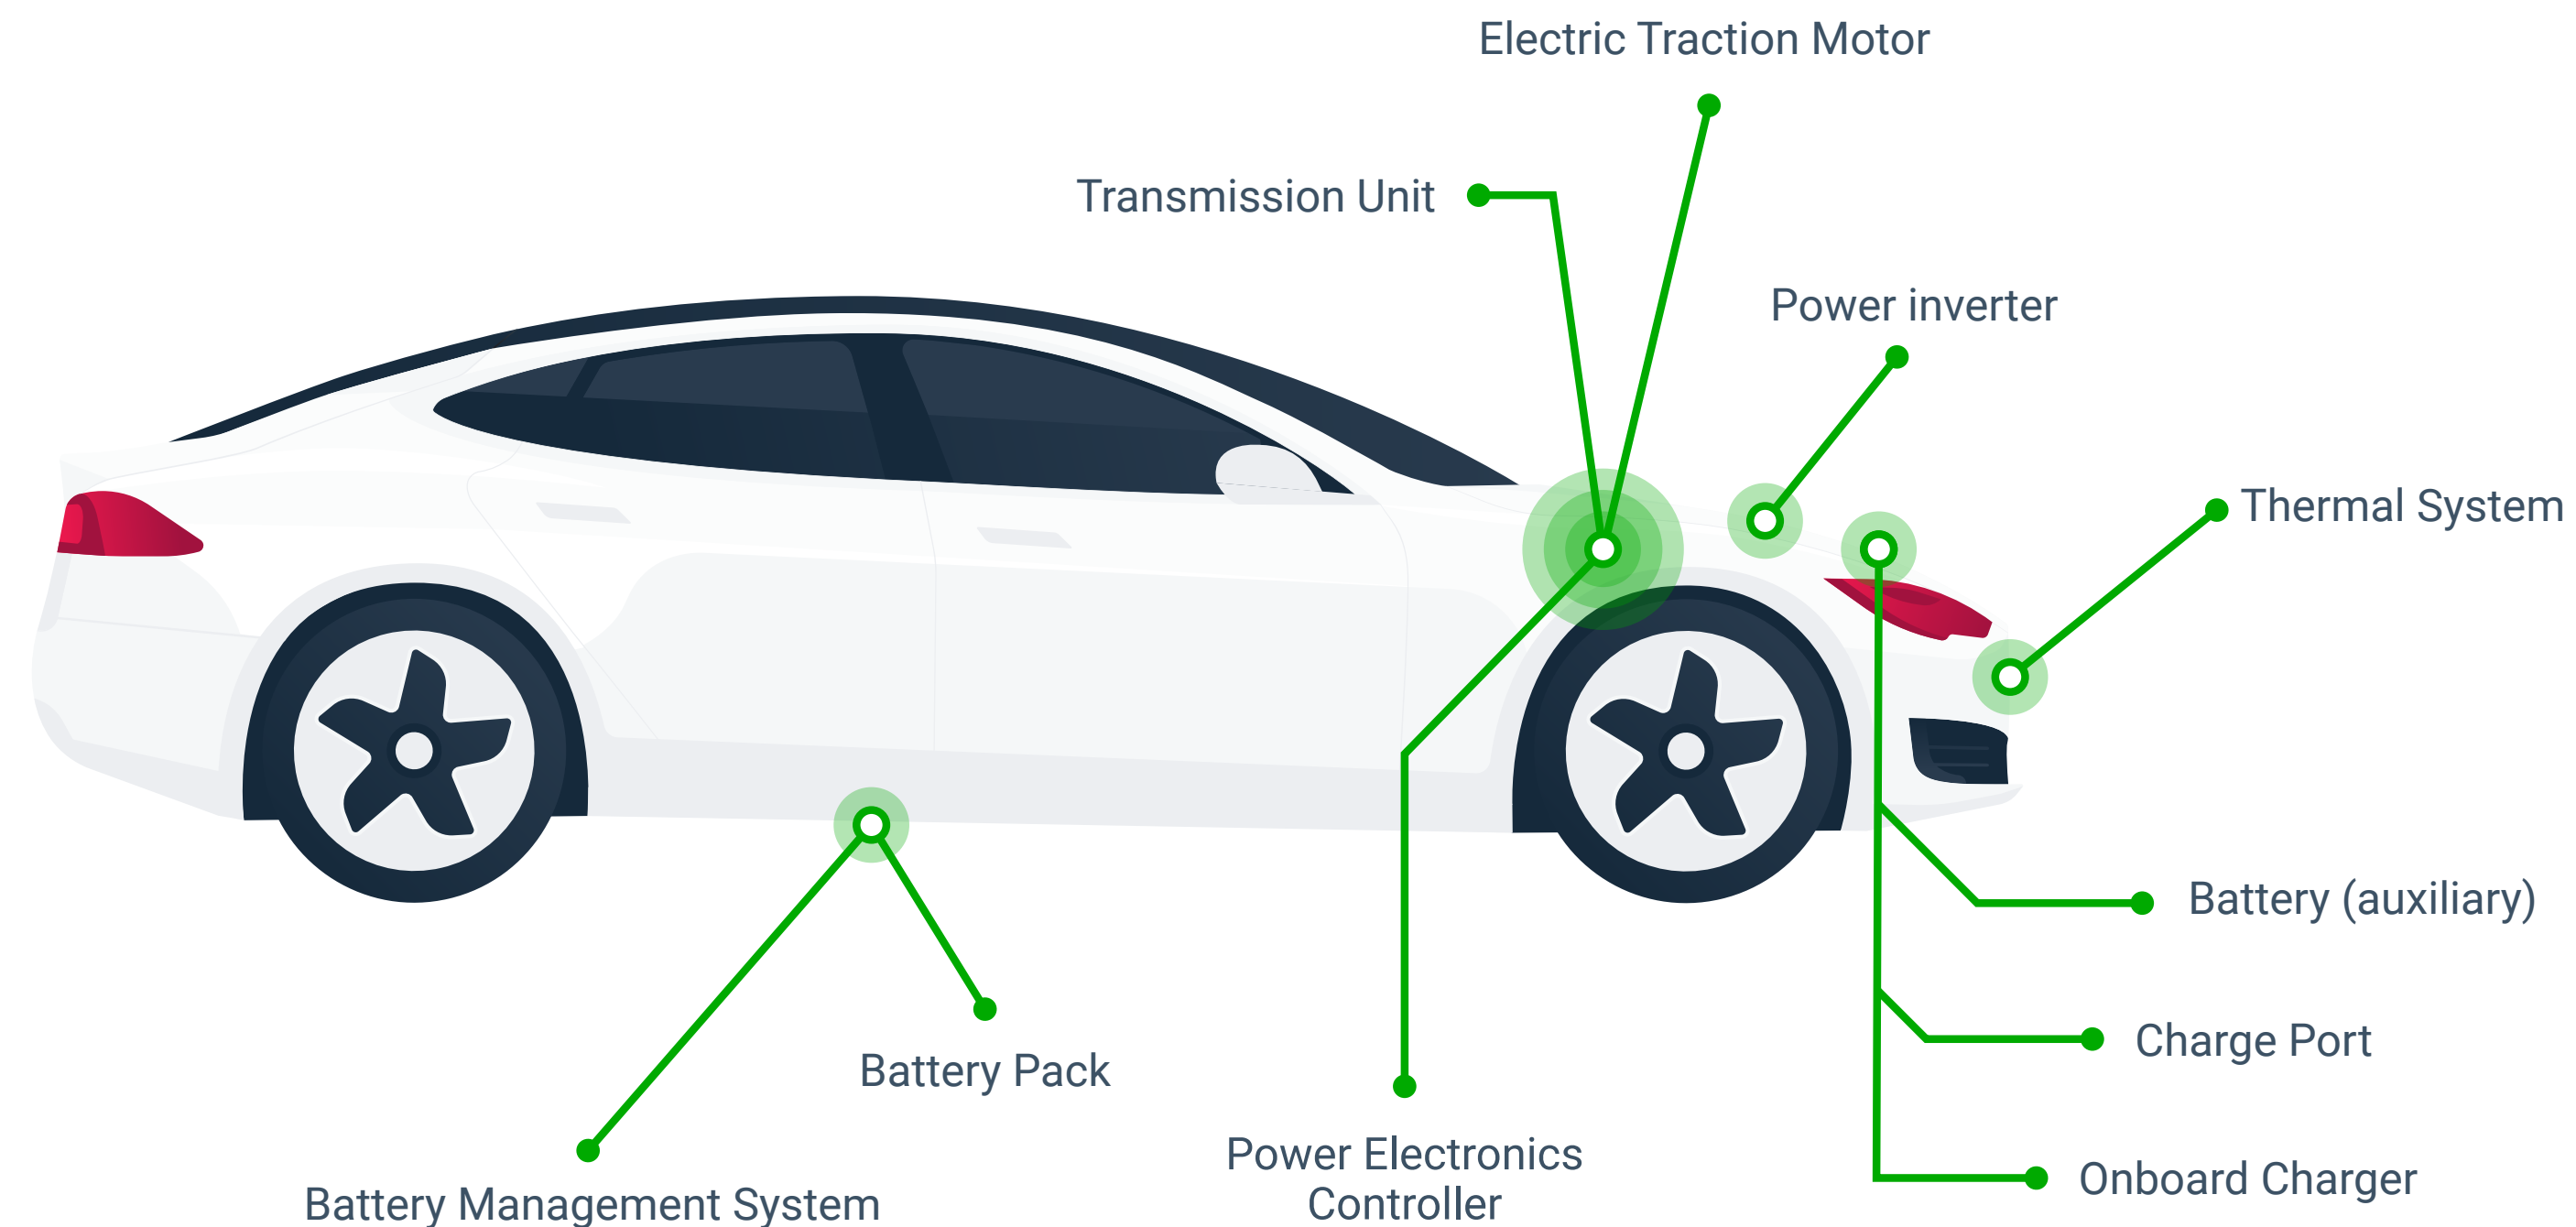 Electric Traction Motor
Transmission Unit
Power inverter
Thermal System
Battery (auxiliary)
Charge Port
Battery Pack
Power Electronics
Controller
Onboard Charger
Battery Management System